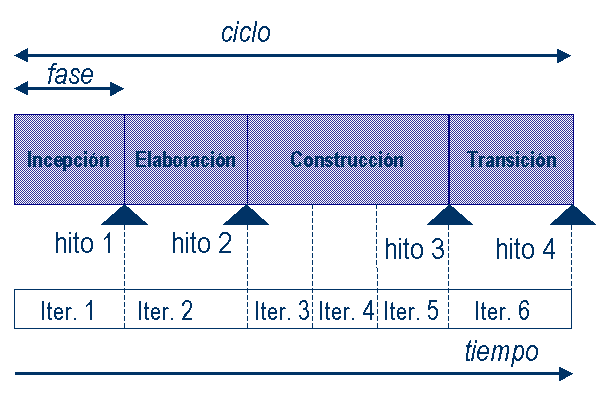 ciclo
fase
Incepción Elaboración Construcción Transición
hito 1 hito 2 hito 3 hito 4
Iter. 1 Iter. 2 Iter. 3 Iter. 4 Iter. 5 Iter. 6
tiempo